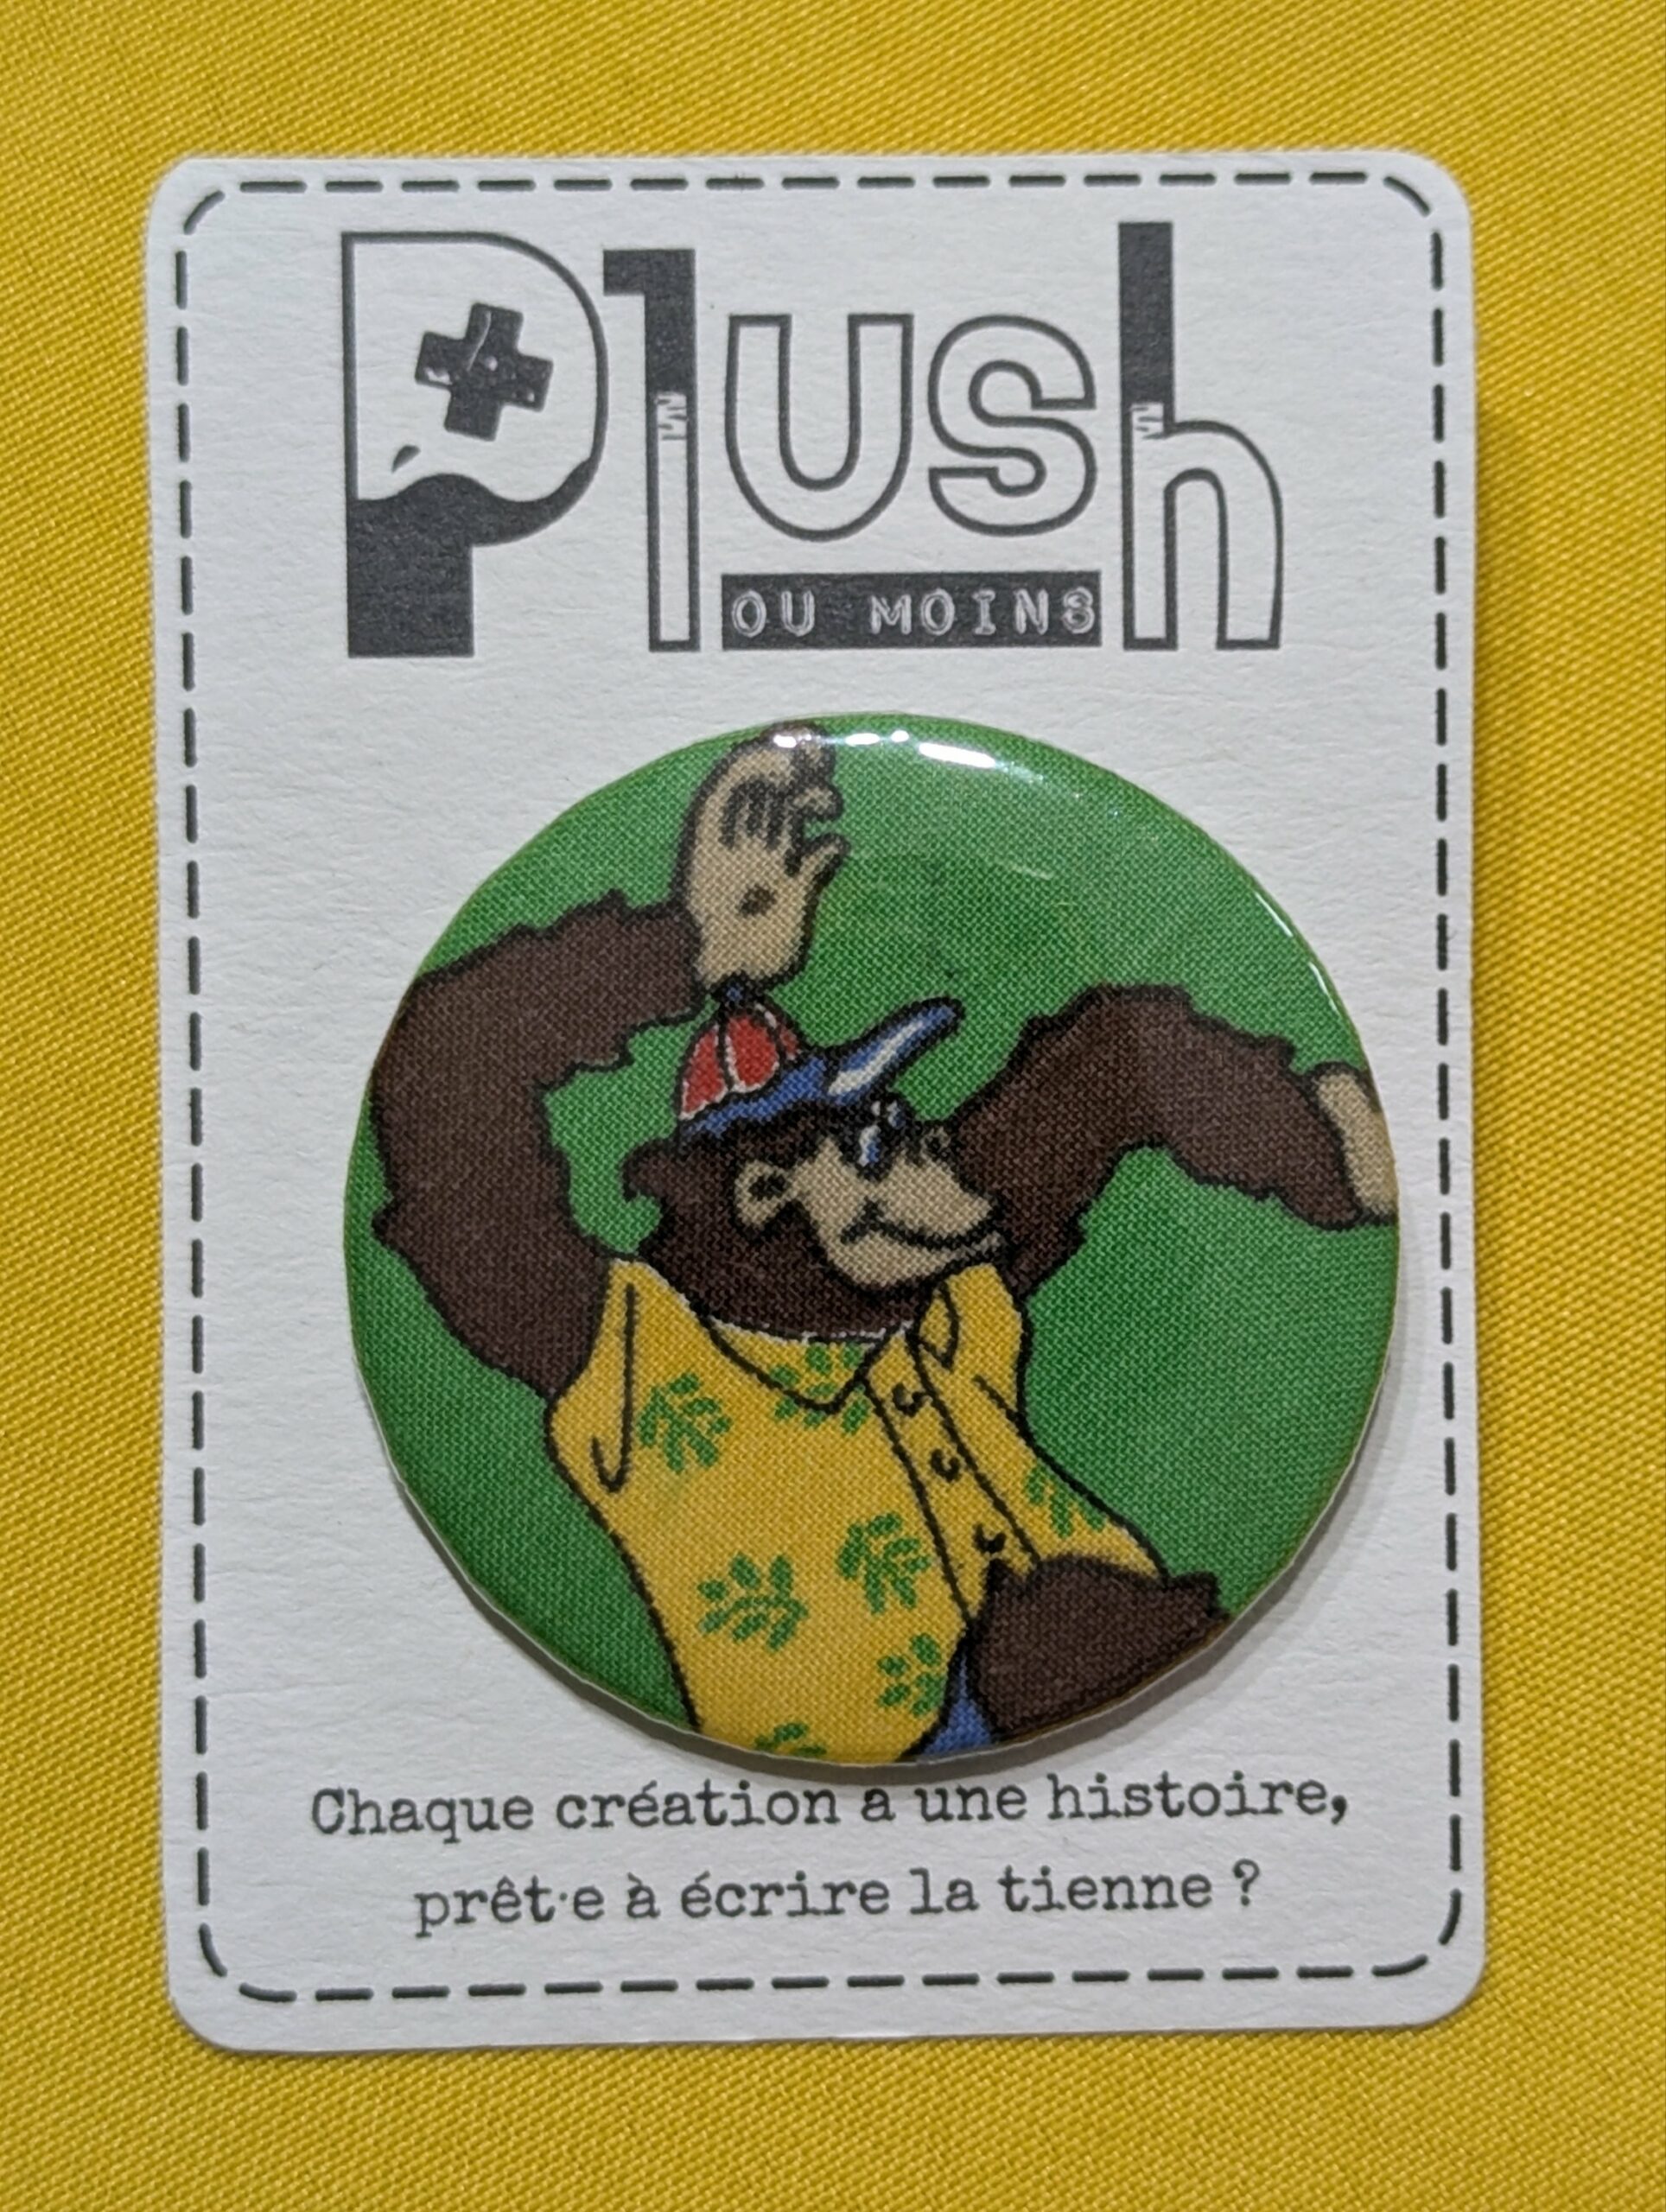 Plush
OU MOINS
Chaque création a une histoire,
prêt·e à écrire la tienne ?